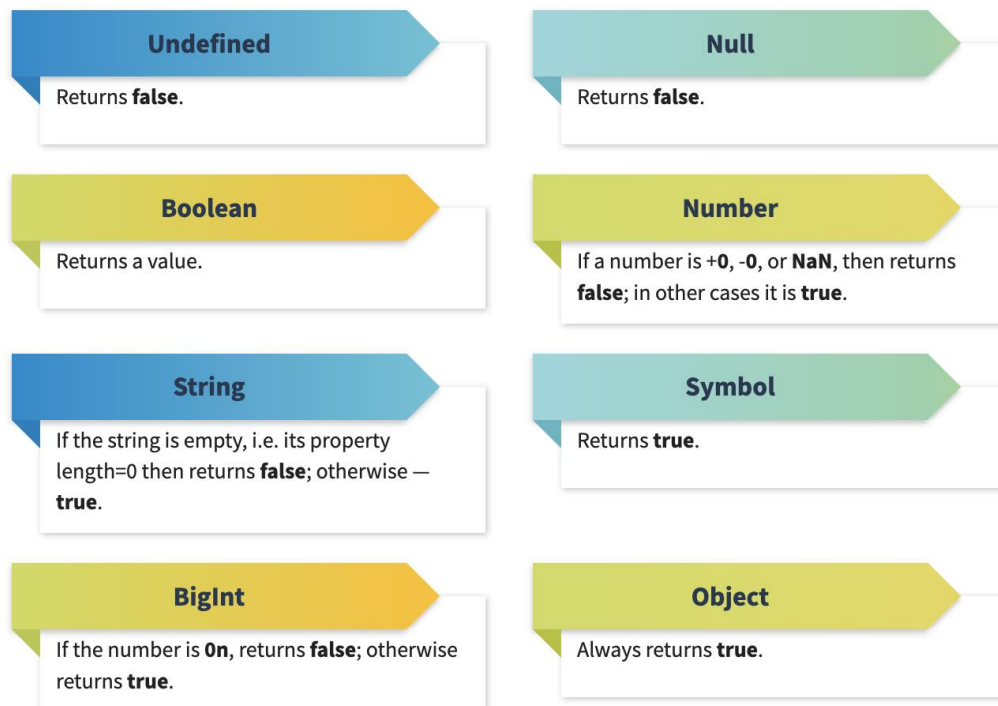 Undefined
Returns false.
Null
Returns false.
Boolean
Returns a value.
Number
If a number is +0, -0, or NaN, then returns
false; in other cases it is true.
String
If the string is empty, i.e. its property
length=0 then returns false; otherwise —
true.
Symbol
Returns true.
BigInt
If the number is 0n, returns false; otherwise
returns true.
Object
Always returns true.